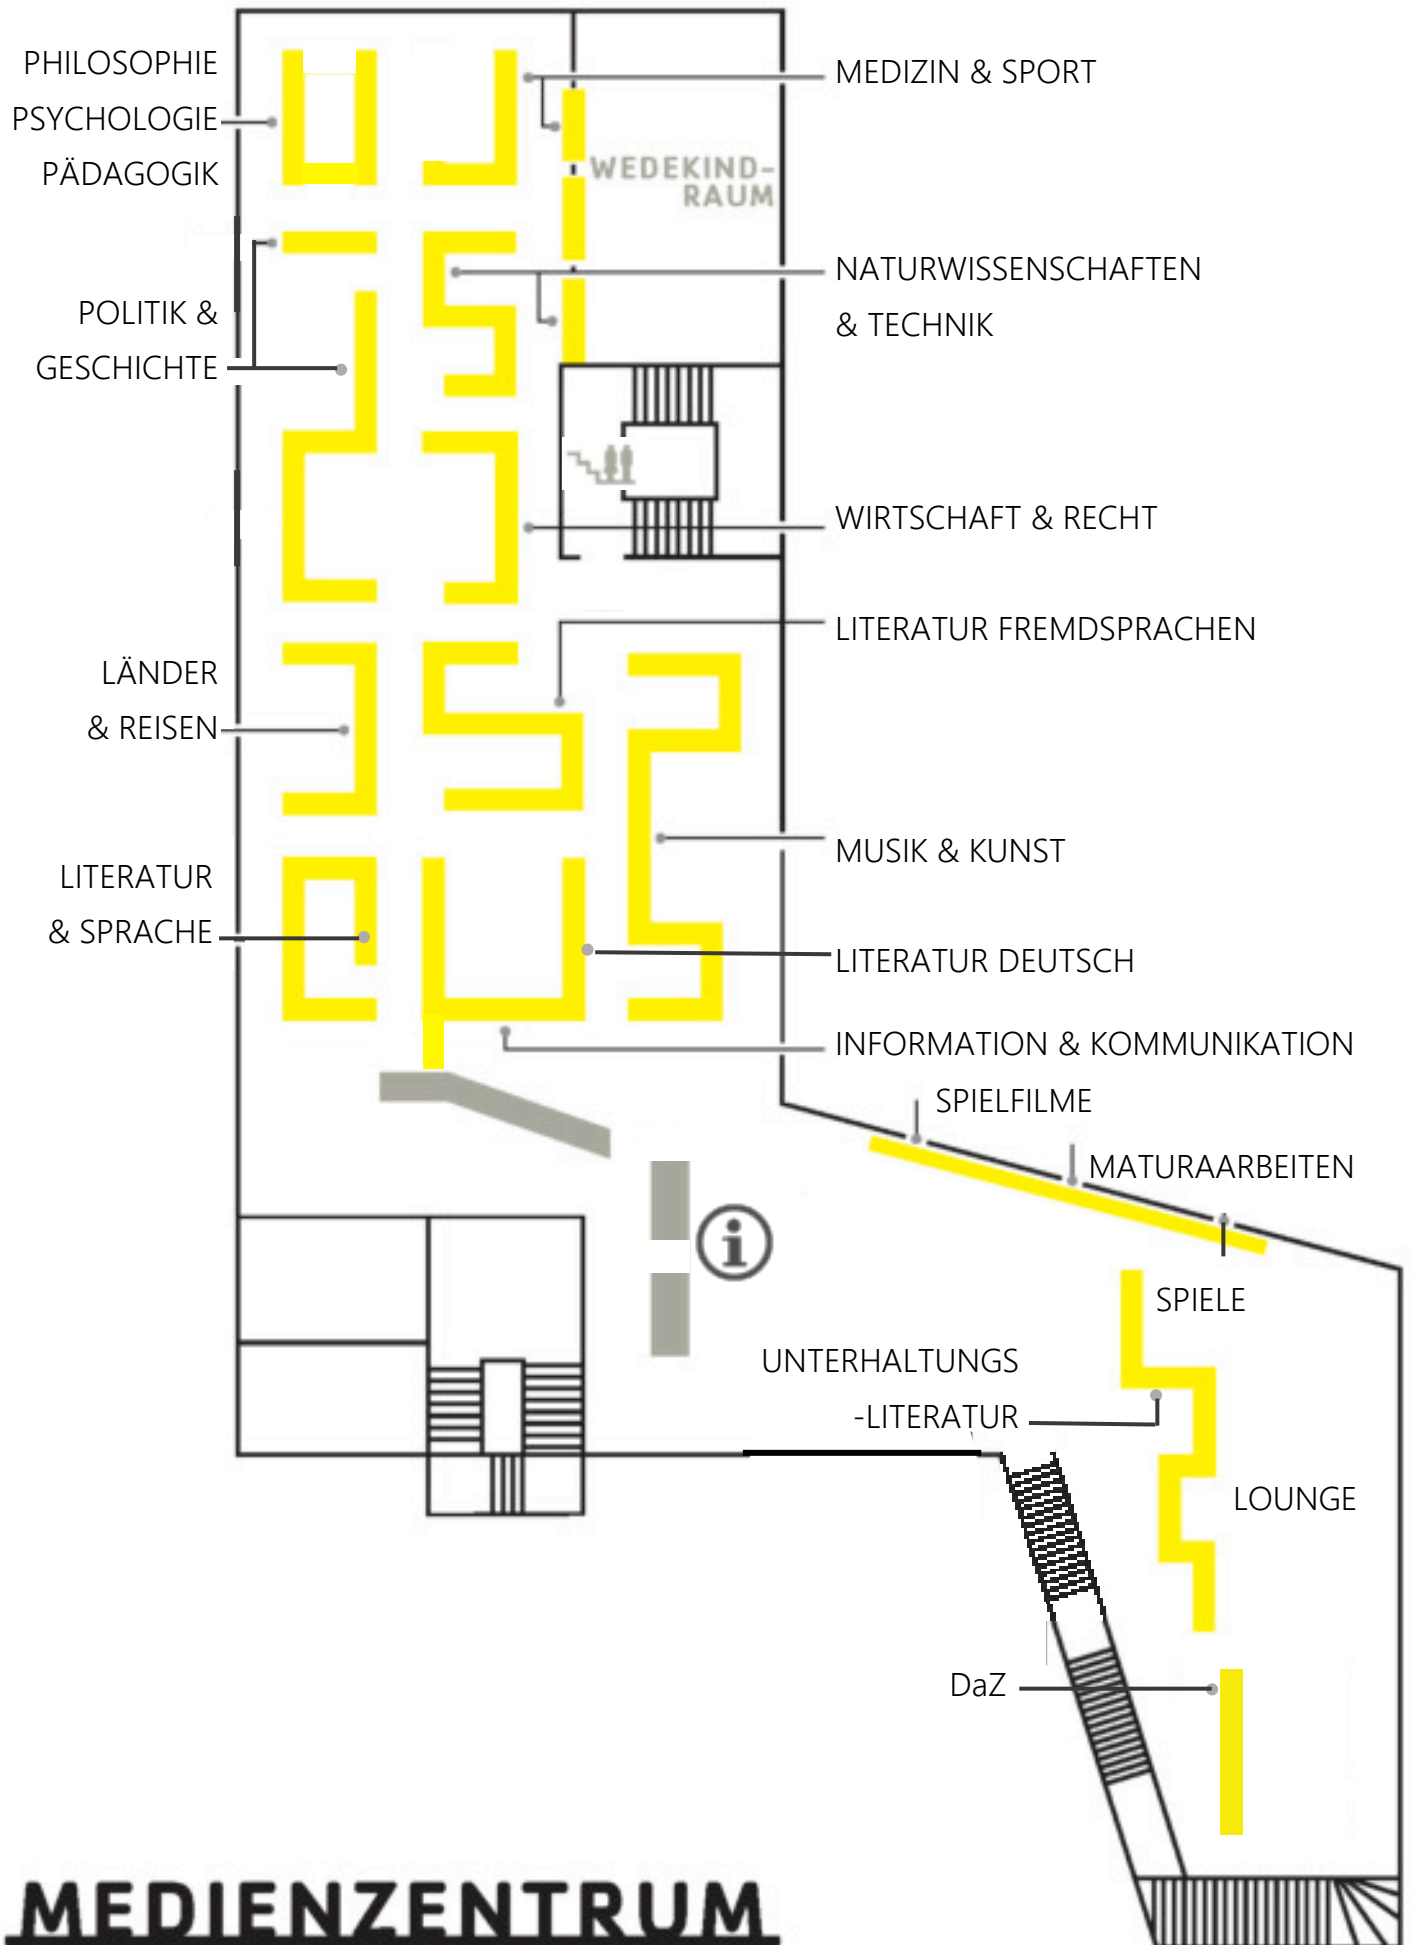 PHILOSOPHIE
PSYCHOLOGIE
PÄDAGOGIK
MEDIZIN & SPORT
WEDEKIND-
RAUM
NATURWISSENSCHAFTEN
& TECHNIK
POLITIK &
GESCHICHTE
WIRTSCHAFT & RECHT
LITERATUR FREMDSPRACHEN
LÄNDER
& REISEN
MUSIK & KUNST
LITERATUR
& SPRACHE
LITERATUR DEUTSCH
INFORMATION & KOMMUNIKATION
SPIELFILME
MATURAARBEITEN
i
SPIELE
UNTERHALTUNGS
-LITERATUR
LOUNGE
DaZ
MEDIENZENTRUM